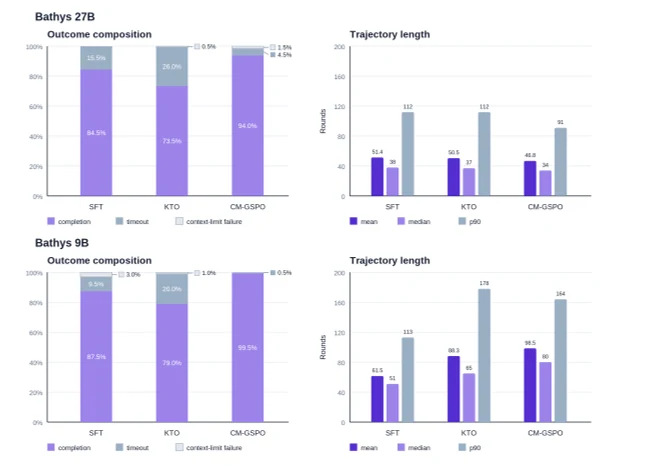 Bathys 27B
Outcome composition
100%
80%
60%
40%
20%
0%
15.5%
84.5%
0.5%
26.0%
73.5%
1.5%
4.5%
94.0%
SFT
KTO
CM-GSPO
completion
timeout
context-limit failure
Trajectory length
Rounds
200
160
120
80
40
0
51.4
38
112
50.5
37
112
46.8
34
91
SFT
KTO
CM-GSPO
mean
median
p90
Bathys 9B
Outcome composition
100%
80%
60%
40%
20%
0%
3.0%
9.5%
87.5%
1.0%
20.0%
79.0%
0.5%
99.5%
SFT
KTO
CM-GSPO
completion
timeout
context-limit failure
Trajectory length
Rounds
200
160
120
80
40
0
61.5
51
113
88.3
65
178
98.5
80
164
SFT
KTO
CM-GSPO
mean
median
p90